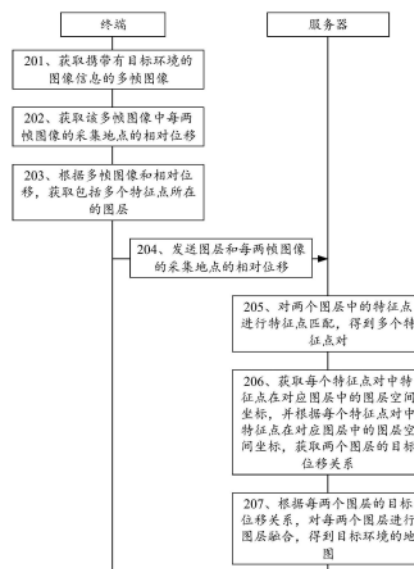 终端
服务器
201、获取携带有目标环境的
图像信息的多帧图像
202、获取该多帧图像中每两
帧图像的采集地点的相对位移
203、根据多帧图像和相对位
移，获取包括多个特征点所在
的图层
204、发送图层和每两帧图像
的采集地点的相对位移
205、对两个图层中的特征点
进行特征点匹配，得到多个特
征点对
206、获取每个特征点对中特
征点在对应图层中的图层空间
坐标，并根据每个特征点对中
特征点在对应图层中的图层空
间坐标，获取两个图层的目标
位移关系
207、根据每两个图层的目标
位移关系，对每两个图层进行
图层融合，得到目标环境的地
图